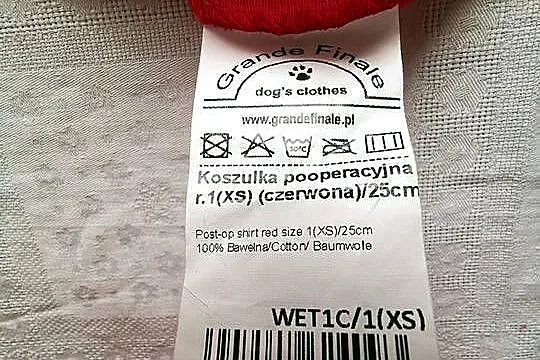 Grande Finale
dog's clothes
www.grandefinale.pl
30°C
Koszulka pooperacyjna
r.1(XS) (czerwona)/25cm
Post-op shirt red size 1(XS)/25cm
100% Bawełna/Cotton/ Baumwole
WET1C/1(XS)